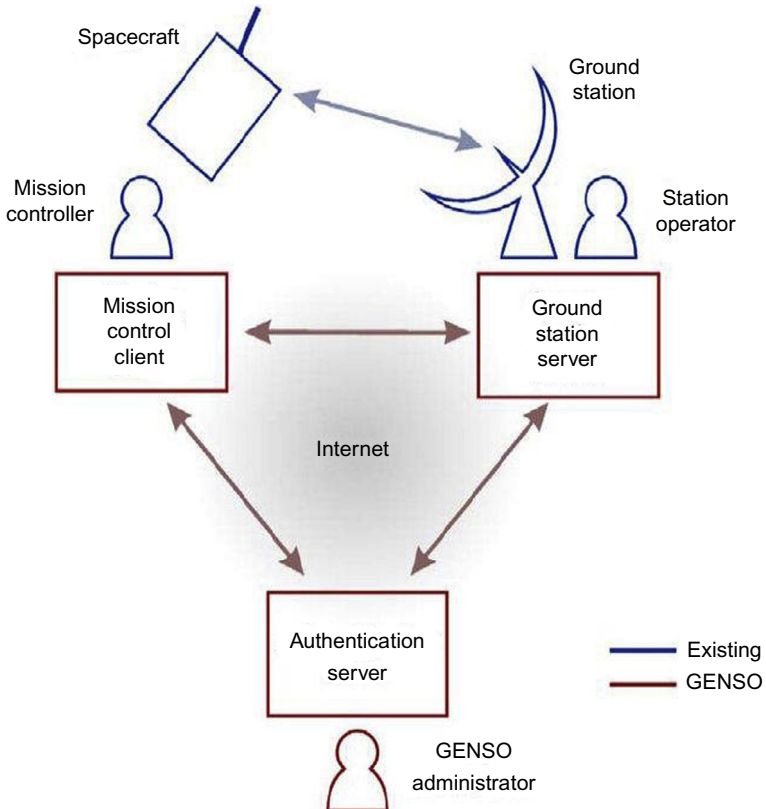 Spacecraft
Ground
station
Mission
controller
Station
operator
Mission
control
client
Ground
station
server
Internet
Authentication
server
Existing
GENSO
GENSO
administrator